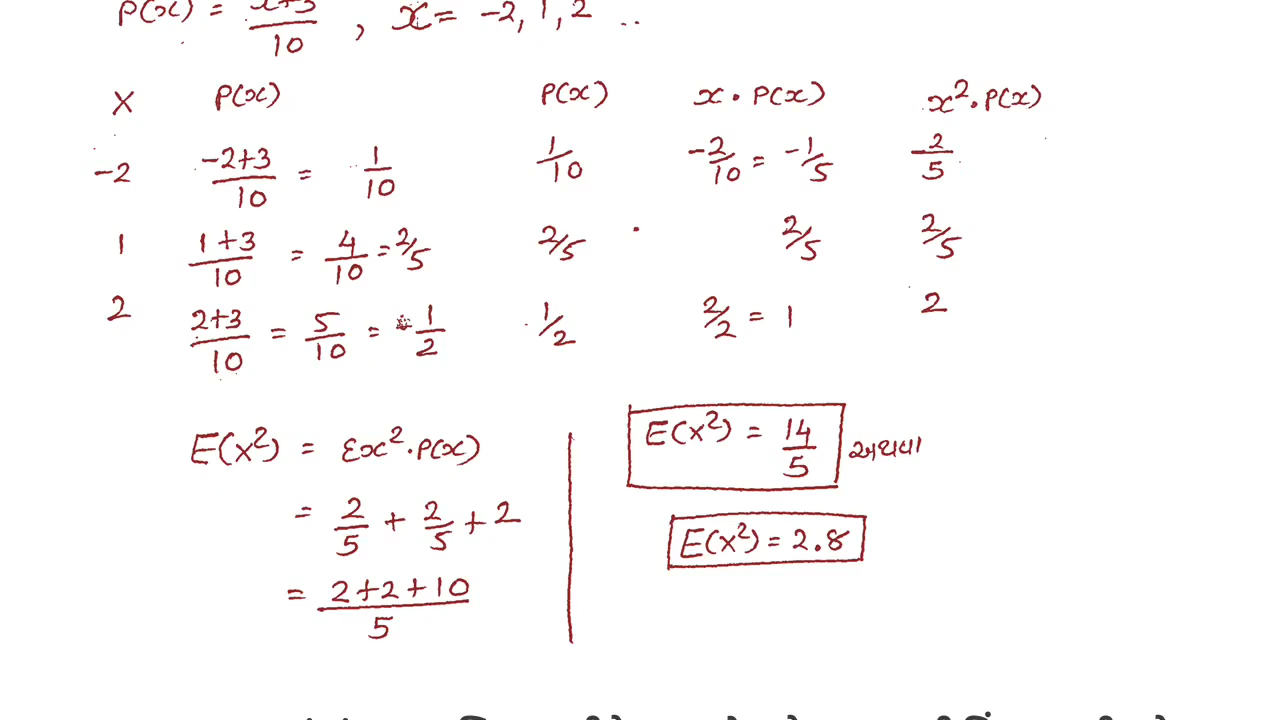 P(x) = x+3/10 , x = -2, 1, 2 ..
X P(x) P(x) x · P(x) x² · P(x)
-2 -2+3/10 = 1/10 1/10 -2/10 = -1/5 2/5
1 1+3/10 = 4/10 = 2/5 2/5 2/5 2/5
2 2+3/10 = 5/10 = 1/2 1/2 2/2 = 1 2
E(x²) = Σx² · P(x)
= 2/5 + 2/5 + 2
= 2+2+10/5
E(x²) = 14/5 અથવા
E(x²) = 2.8